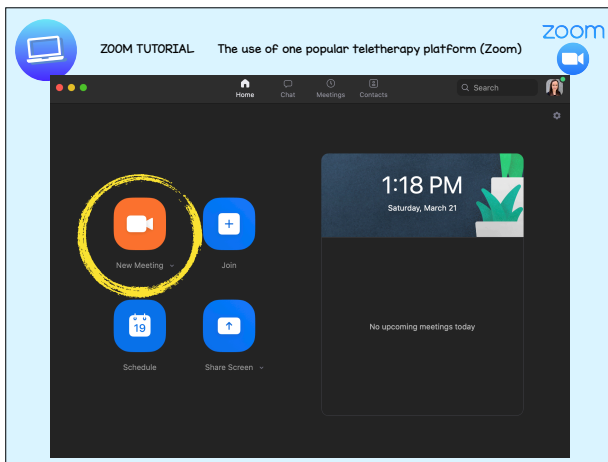 ZOOM TUTORIAL The use of one popular teletherapy platform (Zoom)
zoom
Home Chat Meetings Contacts Search
1:18 PM
Saturday, March 21
New Meeting Join
19
Schedule Share Screen
No upcoming meetings today